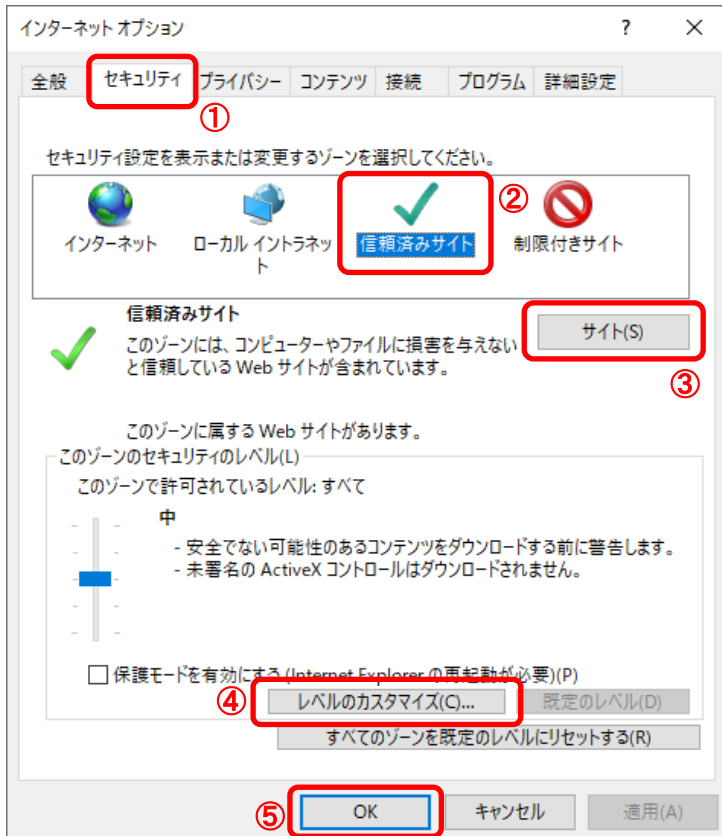 インターネット オプション ? ×
全般 セキュリティ プライバシー コンテンツ 接続 プログラム 詳細設定
①
セキュリティ設定を表示または変更するゾーンを選択してください。
②
インターネット ローカル イントラネッ 信頼済みサイト 制限付きサイト
ト
信頼済みサイト
サイト(S)
このゾーンには、コンピューターやファイルに損害を与えない
と信頼している Web サイトが含まれています。
③
このゾーンに属する Web サイトがあります。
このゾーンのセキュリティのレベル(L)
このゾーンで許可されているレベル: すべて
中
- 安全でない可能性のあるコンテンツをダウンロードする前に警告します。
- 未署名の ActiveX コントロールはダウンロードされません。
保護モードを有効にする (Internet Explorer の再起動が必要)(P)
④ レベルのカスタマイズ(C)... 既定のレベル(D)
すべてのゾーンを既定のレベルにリセットする(R)
⑤ OK キャンセル 適用(A)